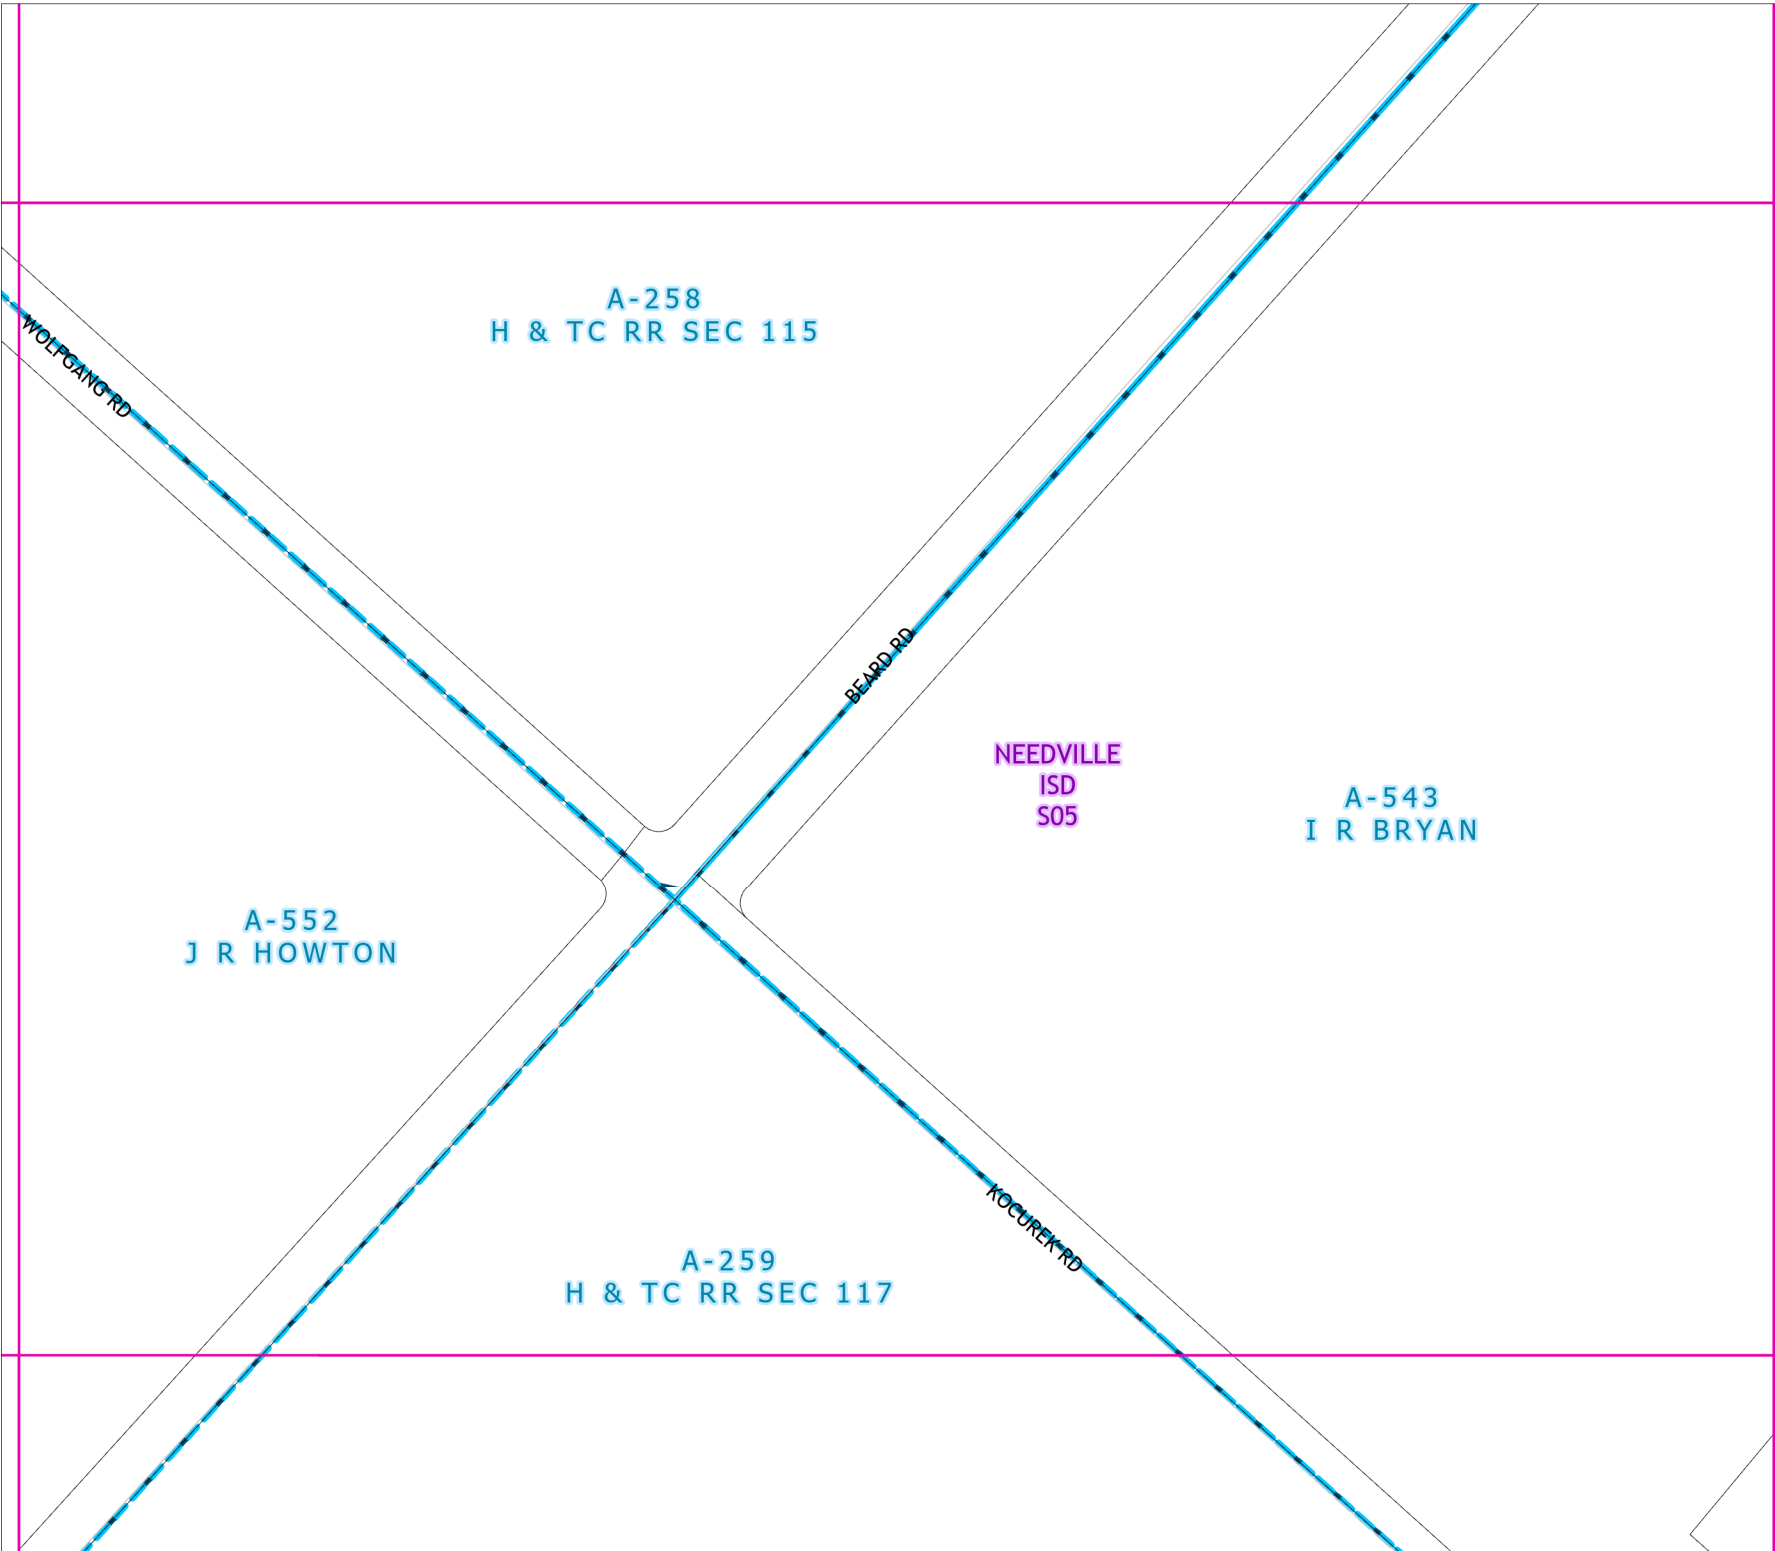 A-258
H & TC RR SEC 115
WOLFGANG RD
BEARD RD
NEEDVILLE
ISD
S05
A-543
I R BRYAN
A-552
J R HOWTON
KOCUREK RD
A-259
H & TC RR SEC 117